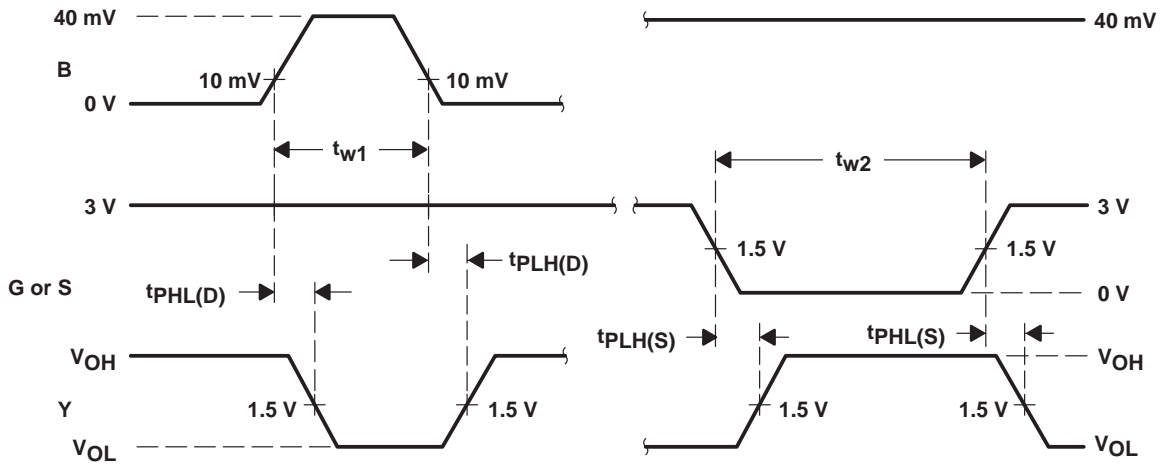 40 mV
40 mV
B
10 mV
10 mV
0 V
tw1
tw2
3 V
3 V
1.5 V
1.5 V
tPLH(D)
G or S
tPHL(D)
0 V
tPLH(S)
tPHL(S)
VOH
VOH
Y
1.5 V
1.5 V
1.5 V
1.5 V
VOL
VOL